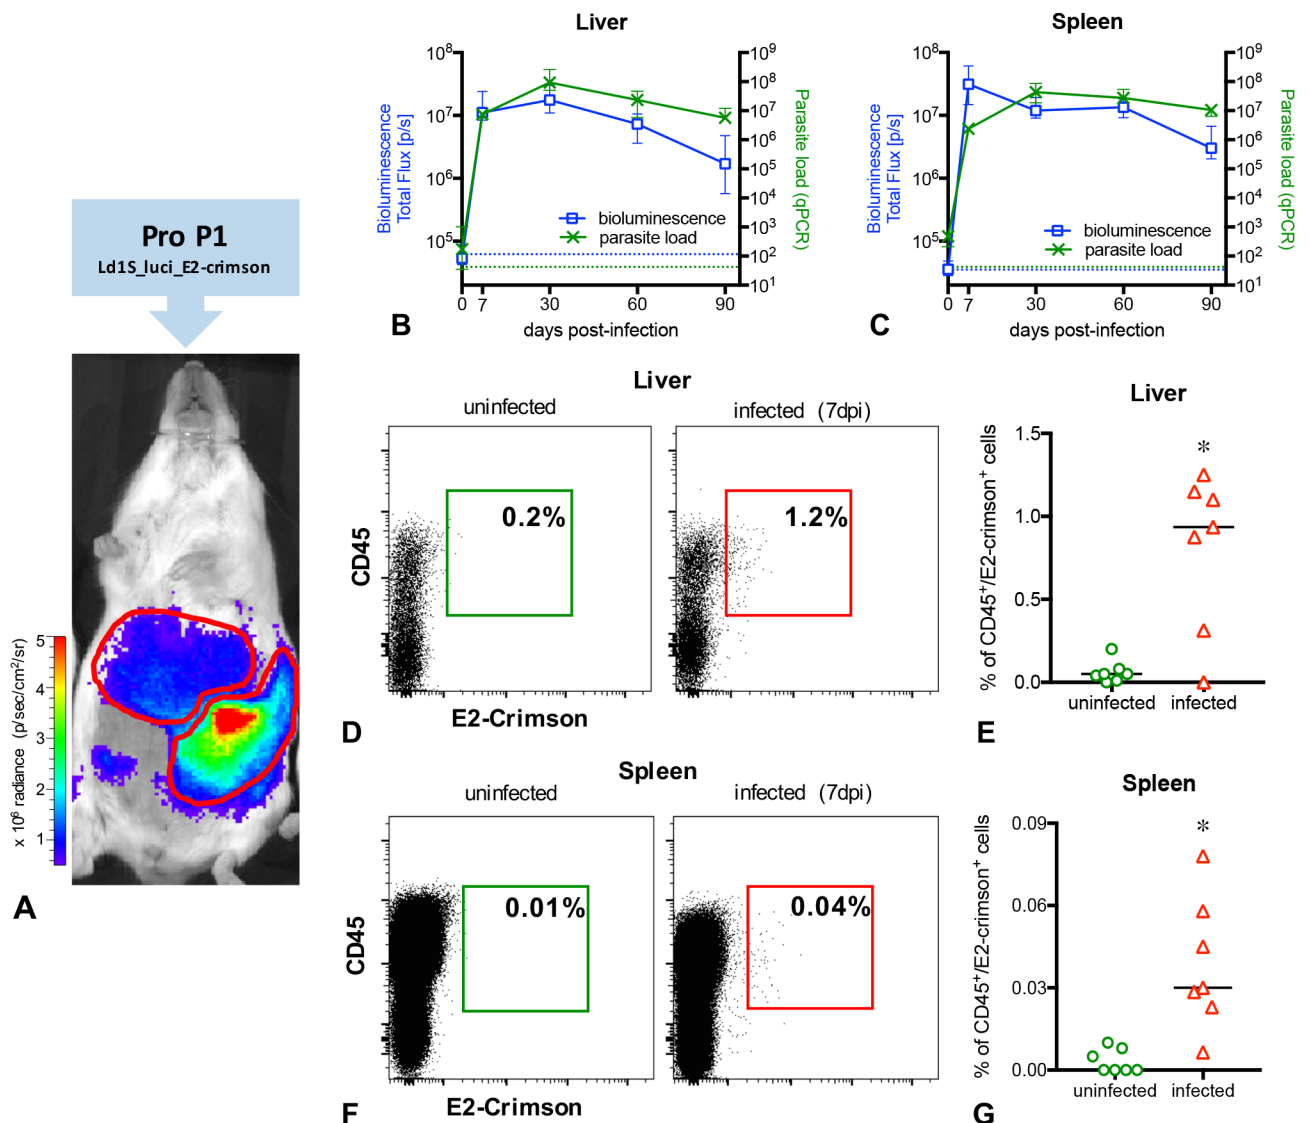 Pro P1
Ld1S_luci_E2-crimson
x 10⁶ radiance (p/sec/cm²/sr)
5
4
3
2
1
A
Liver
Bioluminescence
Total Flux [p/s]
10⁸
10⁷
10⁶
10⁵
10⁹
10⁸
10⁷
10⁶
10⁵
10⁴
10³
10²
10¹
Parasite load (qPCR)
bioluminescence
parasite load
0 7 30 60 90
days post-infection
B
Spleen
Bioluminescence
Total Flux [p/s]
10⁸
10⁷
10⁶
10⁵
10⁹
10⁸
10⁷
10⁶
10⁵
10⁴
10³
10²
10¹
Parasite load (qPCR)
bioluminescence
parasite load
0 7 30 60 90
days post-infection
C
Liver
uninfected
infected (7dpi)
0.2%
1.2%
CD45
E2-Crimson
D
Liver
% of CD45⁺/E2-crimson⁺ cells
1.5
1.0
0.5
0.0
*
uninfected infected
E
Spleen
uninfected
infected (7dpi)
0.01%
0.04%
CD45
E2-Crimson
F
Spleen
% of CD45⁺/E2-crimson⁺ cells
0.09
0.06
0.03
0.00
*
uninfected infected
G